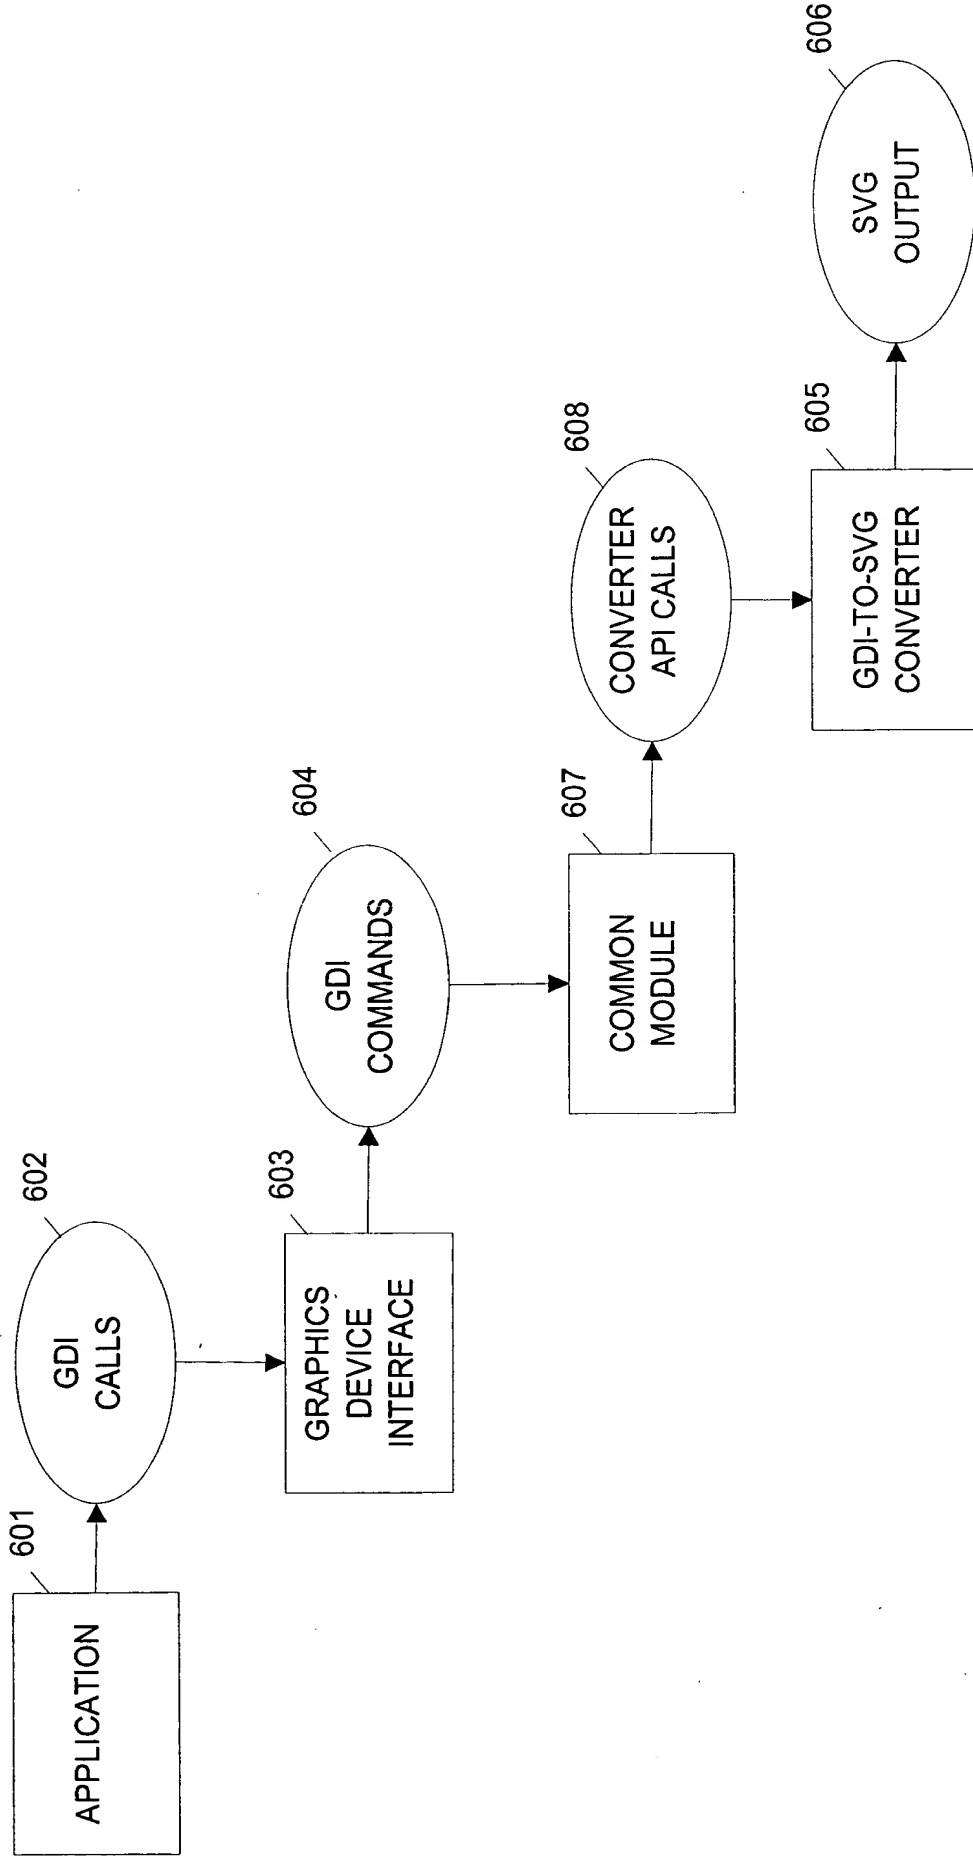 601
APPLICATION
602
GDI
CALLS
603
GRAPHICS
DEVICE
INTERFACE
604
GDI
COMMANDS
607
COMMON
MODULE
608
CONVERTER
API CALLS
605
GDI-TO-SVG
CONVERTER
606
SVG
OUTPUT